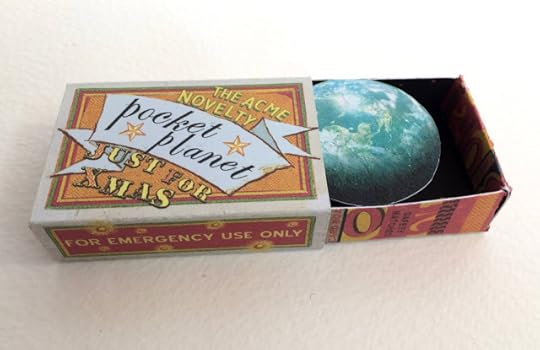 THE ACME
NOVELTY
pocket
planet
JUST FOR
XMAS
FOR EMERGENCY USE ONLY